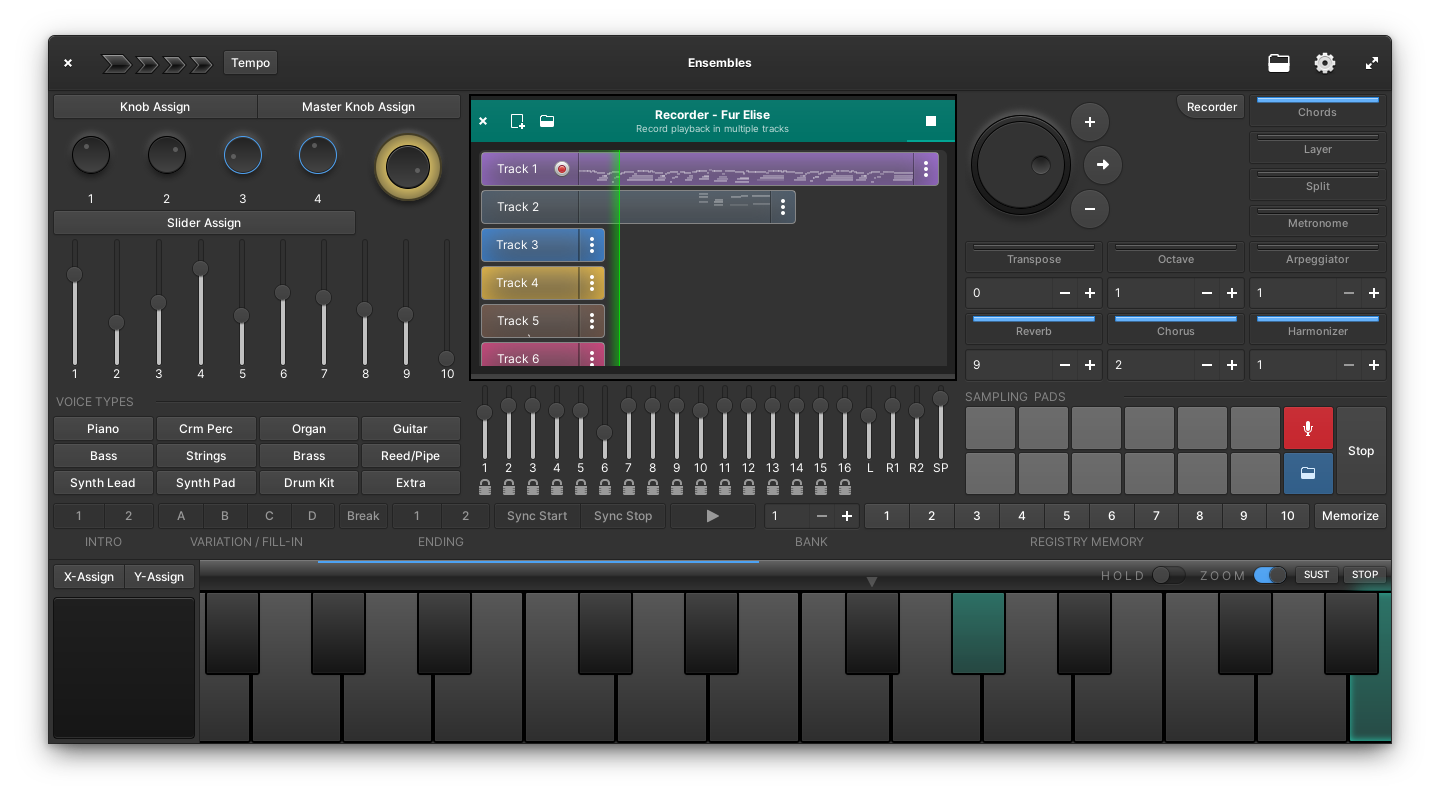 Tempo
Ensembles
Knob Assign Master Knob Assign
1 2 3 4
Slider Assign
1 2 3 4 5 6 7 8 9 10
VOICE TYPES
Piano Crm Perc Organ Guitar
Bass Strings Brass Reed/Pipe
Synth Lead Synth Pad Drum Kit Extra
Recorder - Fur Elise
Record playback in multiple tracks
Track 1
Track 2
Track 3
Track 4
Track 5
Track 6
1 2 3 4 5 6 7 8 9 10 11 12 13 14 15 16 L R1 R2 SP
Recorder
Chords
Layer
Split
Metronome
Transpose Octave Arpeggiator
0 1 1
Reverb Chorus Harmonizer
9 2 1
SAMPLING PADS
Stop
1 2 A B C D Break 1 2 Sync Start Sync Stop 1 1 2 3 4 5 6 7 8 9 10 Memorize
INTRO VARIATION / FILL-IN ENDING BANK REGISTRY MEMORY
X-Assign Y-Assign
HOLD ZOOM SUST STOP